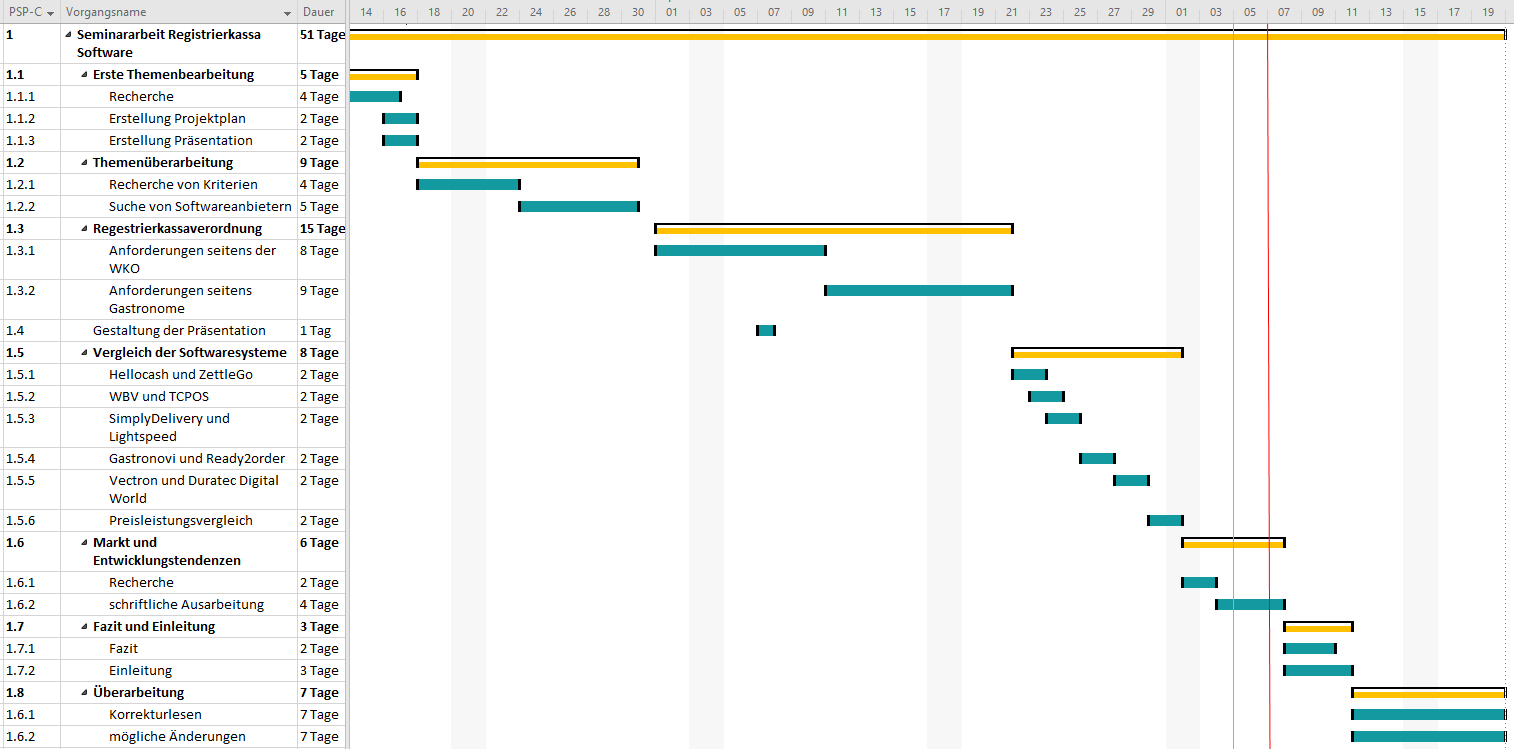 PSP-C Vorgangsname Dauer 14 16 18 20 22 24 26 28 30 01 03 05 07 09 11 13 15 17 19 21 23 25 27 29 01 03 05 07 09 11 13 15 17 19
1 Seminararbeit Registrierkassa 51 Tage
Software
1.1 Erste Themenbearbeitung 5 Tage
1.1.1 Recherche 4 Tage
1.1.2 Erstellung Projektplan 2 Tage
1.1.3 Erstellung Präsentation 2 Tage
1.2 Themenüberarbeitung 9 Tage
1.2.1 Recherche von Kriterien 4 Tage
1.2.2 Suche von Softwareanbietern 5 Tage
1.3 Regestrierkassaverordnung 15 Tage
1.3.1 Anforderungen seitens der 8 Tage
WKO
1.3.2 Anforderungen seitens 9 Tage
Gastronome
1.4 Gestaltung der Präsentation 1 Tag
1.5 Vergleich der Softwaresysteme 8 Tage
1.5.1 Hellocash und ZettleGo 2 Tage
1.5.2 WBV und TCPOS 2 Tage
1.5.3 SimplyDelivery und 2 Tage
Lightspeed
1.5.4 Gastronovi und Ready2order 2 Tage
1.5.5 Vectron und Duratec Digital 2 Tage
World
1.5.6 Preisleistungsvergleich 2 Tage
1.6 Markt und 6 Tage
Entwicklungstendenzen
1.6.1 Recherche 2 Tage
1.6.2 schriftliche Ausarbeitung 4 Tage
1.7 Fazit und Einleitung 3 Tage
1.7.1 Fazit 2 Tage
1.7.2 Einleitung 3 Tage
1.8 Überarbeitung 7 Tage
1.6.1 Korrekturlesen 7 Tage
1.6.2 mögliche Änderungen 7 Tage